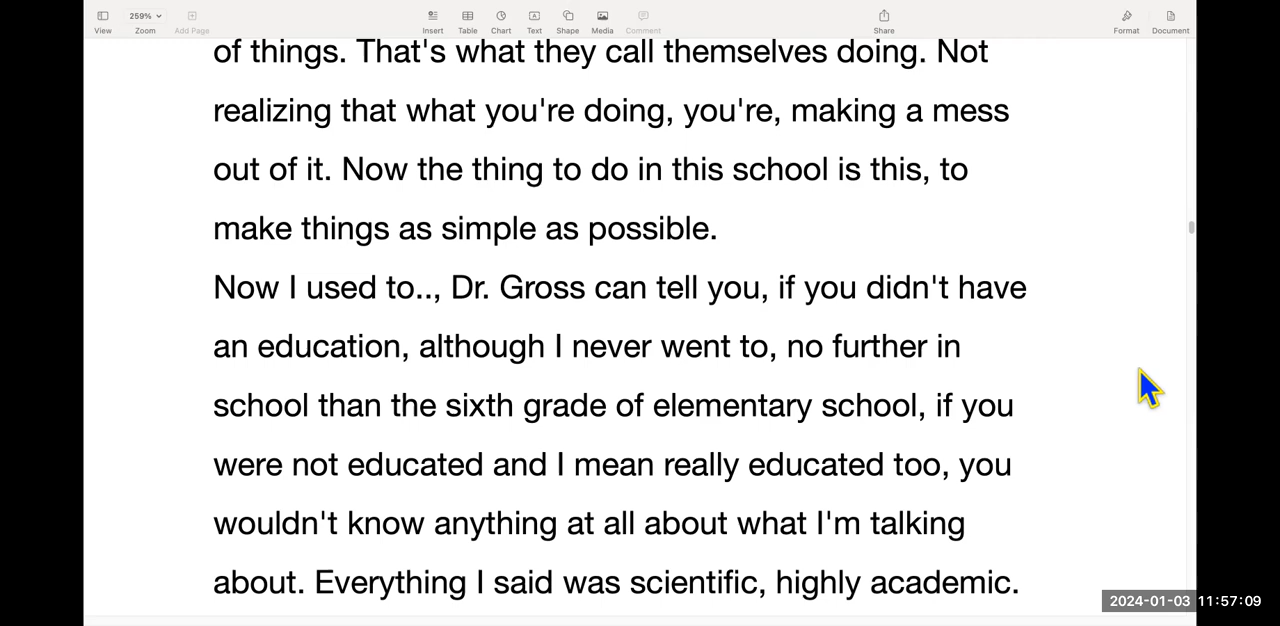 259%
View Zoom Add Page Insert Table Chart Text Shape Media Comment Share Format Document
of things. That's what they call themselves doing. Not
realizing that what you're doing, you're, making a mess
out of it. Now the thing to do in this school is this, to
make things as simple as possible.
Now I used to.., Dr. Gross can tell you, if you didn't have
an education, although I never went to, no further in
school than the sixth grade of elementary school, if you
were not educated and I mean really educated too, you
wouldn't know anything at all about what I'm talking
about. Everything I said was scientific, highly academic.
2024-01-03 11:57:09